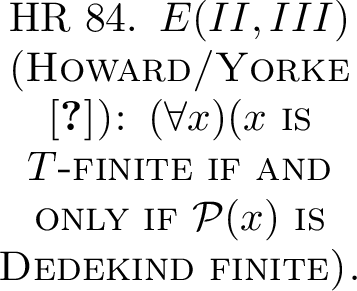 HR 84. E(II, III)
(Howard/Yorke
[?]): (∀x)(x is
T-finite if and
only if 𝒫(x) is
Dedekind finite).